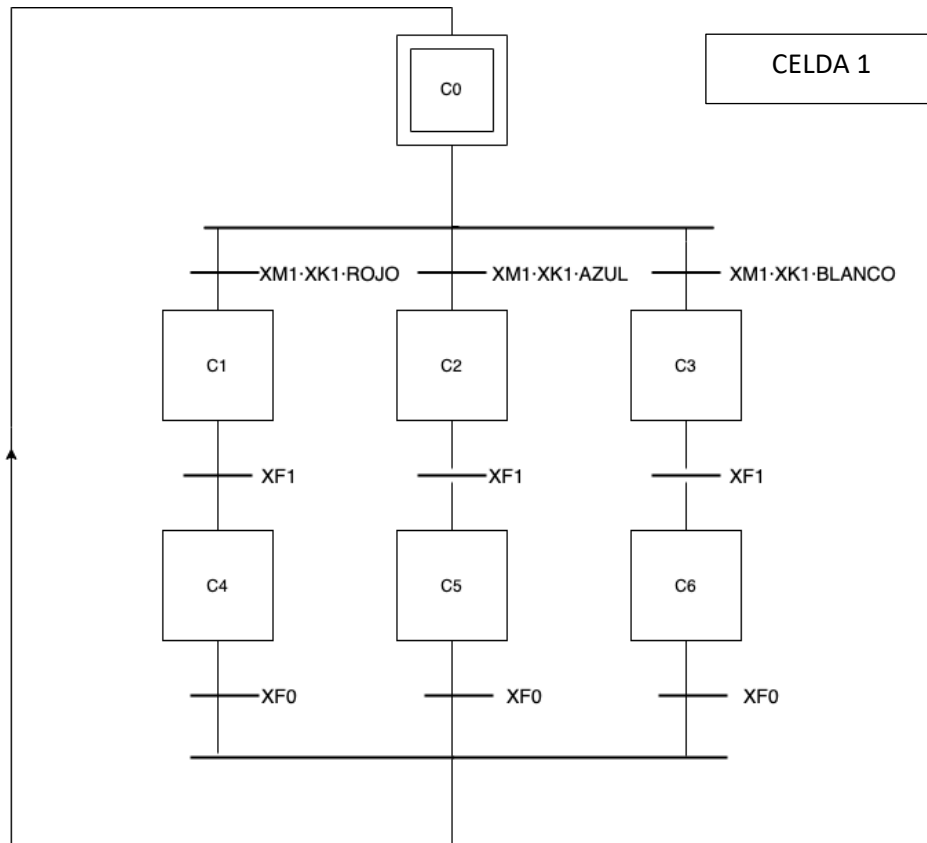 C0
CELDA 1
XM1·XK1·ROJO
XM1·XK1·AZUL
XM1·XK1·BLANCO
C1
C2
C3
XF1
XF1
XF1
C4
C5
C6
XF0
XF0
XF0